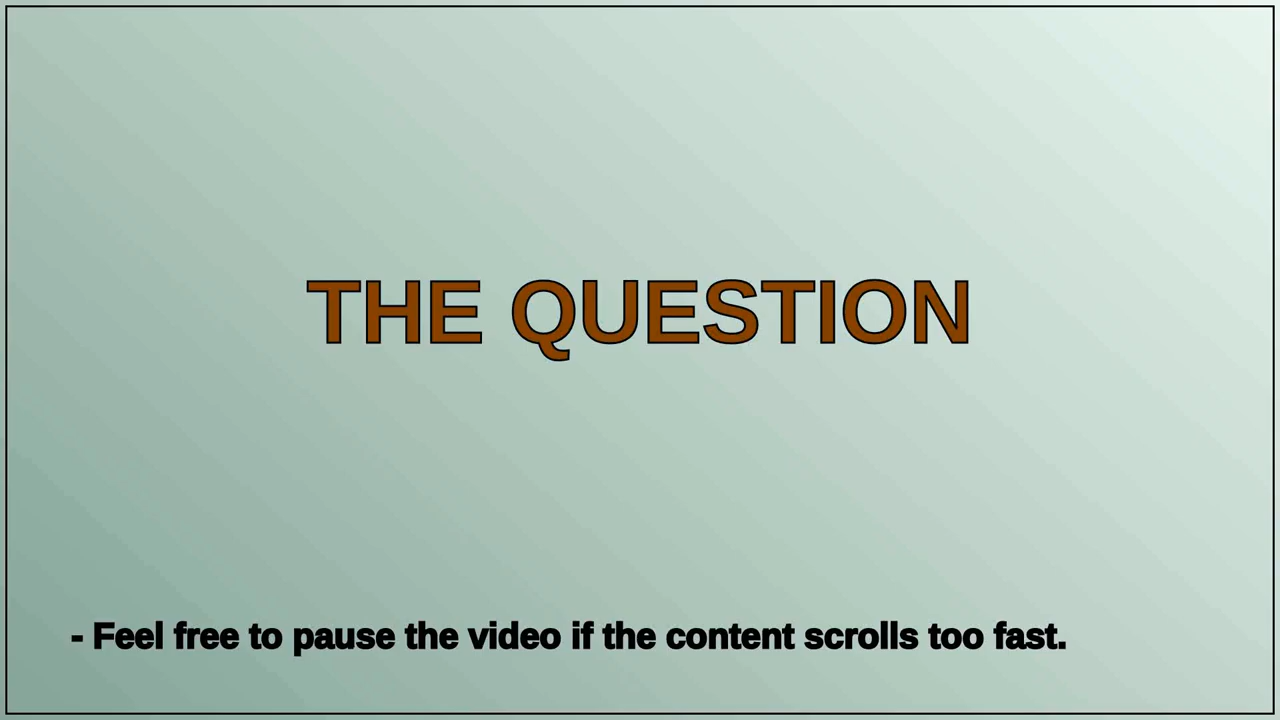 THE QUESTION
- Feel free to pause the video if the content scrolls too fast.